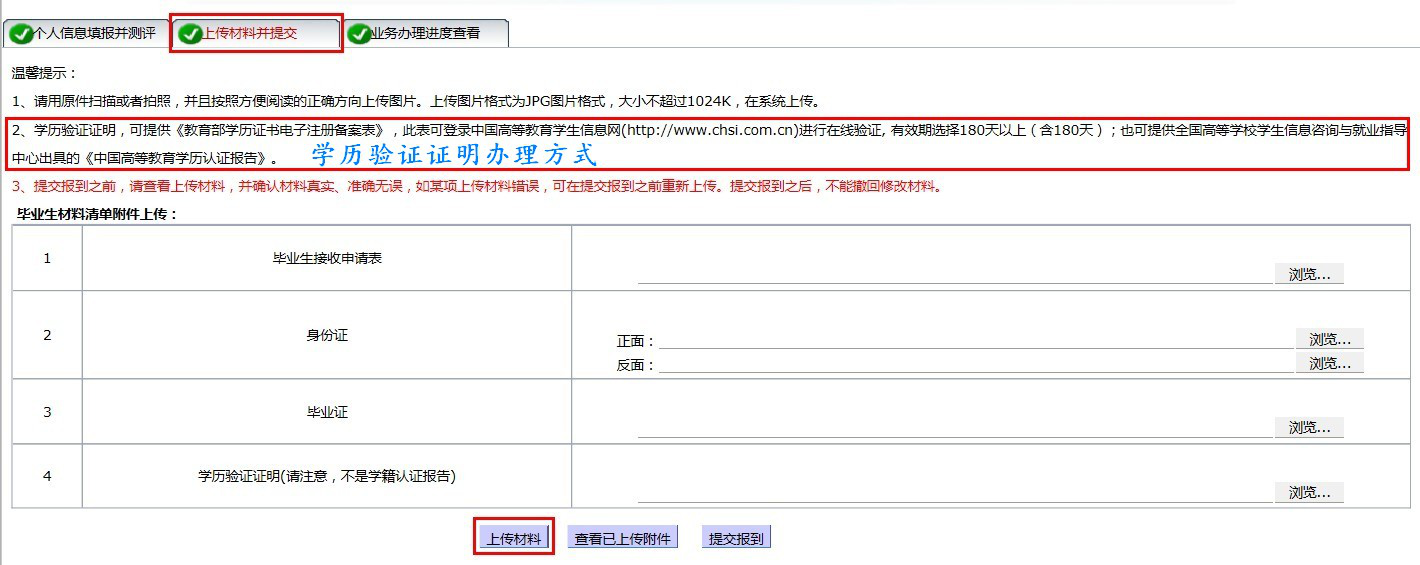 个人信息填报并测评 上传材料并提交 业务办理进度查看
温馨提示：
1、请用原件扫描或者拍照，并且按照方便阅读的正确方向上传图片。上传图片格式为JPG图片格式，大小不超过1024K，在系统上传。
2、学历验证证明，可提供《教育部学历证书电子注册备案表》，此表可登录中国高等教育学生信息网(http://www.chsi.com.cn)进行在线验证, 有效期选择180天以上（含180天）；也可提供全国高等学校学生信息咨询与就业指导
中心出具的《中国高等教育学历认证报告》。 学历验证证明办理方式
3、提交报到之前，请查看上传材料，并确认材料真实、准确无误，如某项上传材料错误，可在提交报到之前重新上传。提交报到之后，不能撤回修改材料。
毕业生材料清单附件上传：
1 毕业生接收申请表 浏览...
2 身份证 正面： 浏览...
反面： 浏览...
3 毕业证 浏览...
4 学历验证证明(请注意，不是学籍认证报告) 浏览...
上传材料 查看已上传附件 提交报到